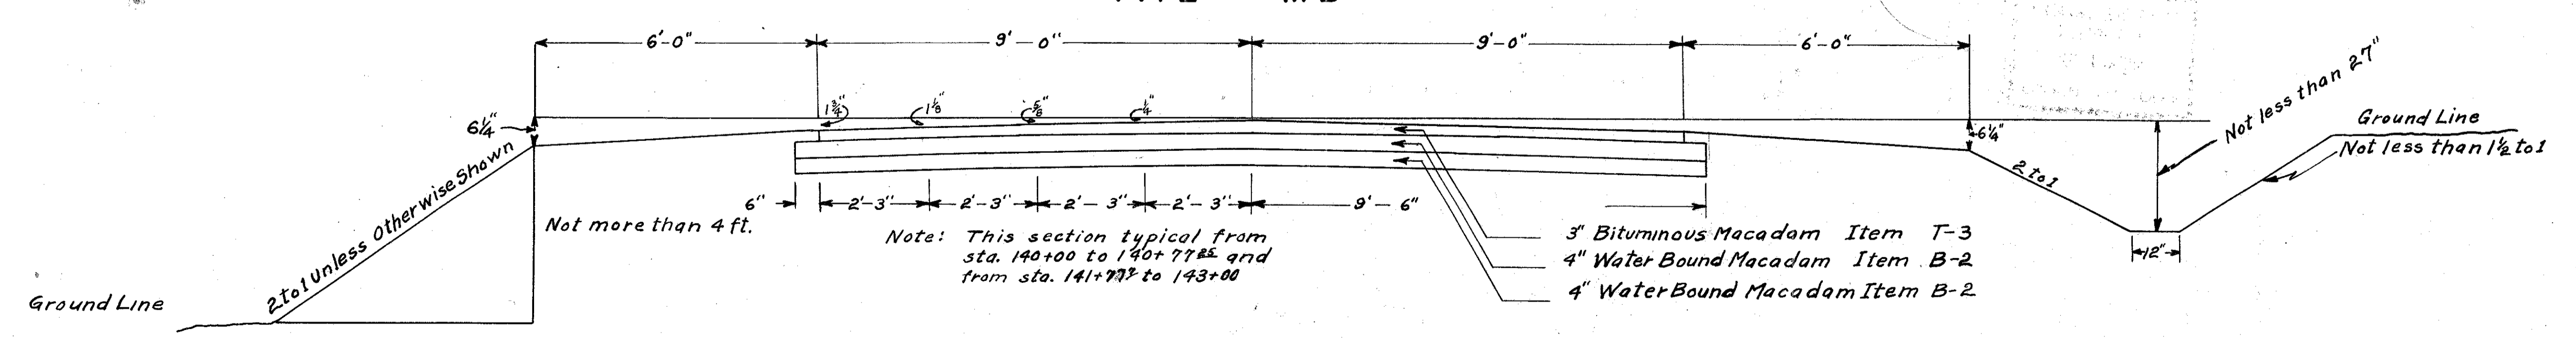 6'-0" 9'-0" 9'-0" 6'-0"
1¾" 1⅛" ⅝" ¼"
6¼"
6¼"
Not less than 27"
Ground Line
Not less than 1½ to 1
2 to 1
12"
2 to 1 Unless Otherwise Shown
Not more than 4 ft.
Ground Line
6" 2'-3" 2'-3" 2'-3" 2'-3" 9'-6"
Note: This section typical from
sta. 140+00 to 140+77 and
from sta. to 143+00
3" Bituminous Macadam Item T-3
4" Water Bound Macadam Item B-2
4" Water Bound Macadam Item B-2